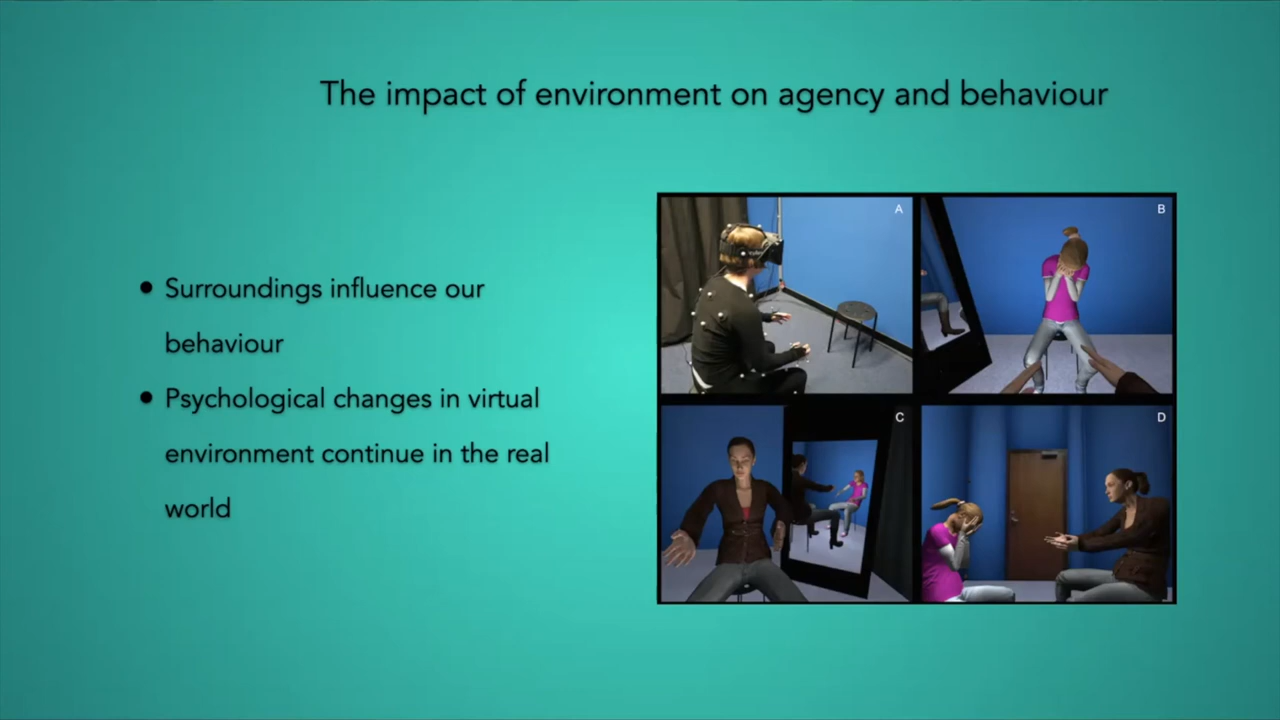 The impact of environment on agency and behaviour
• Surroundings influence our
behaviour
• Psychological changes in virtual
environment continue in the real
world
A
B
C
D